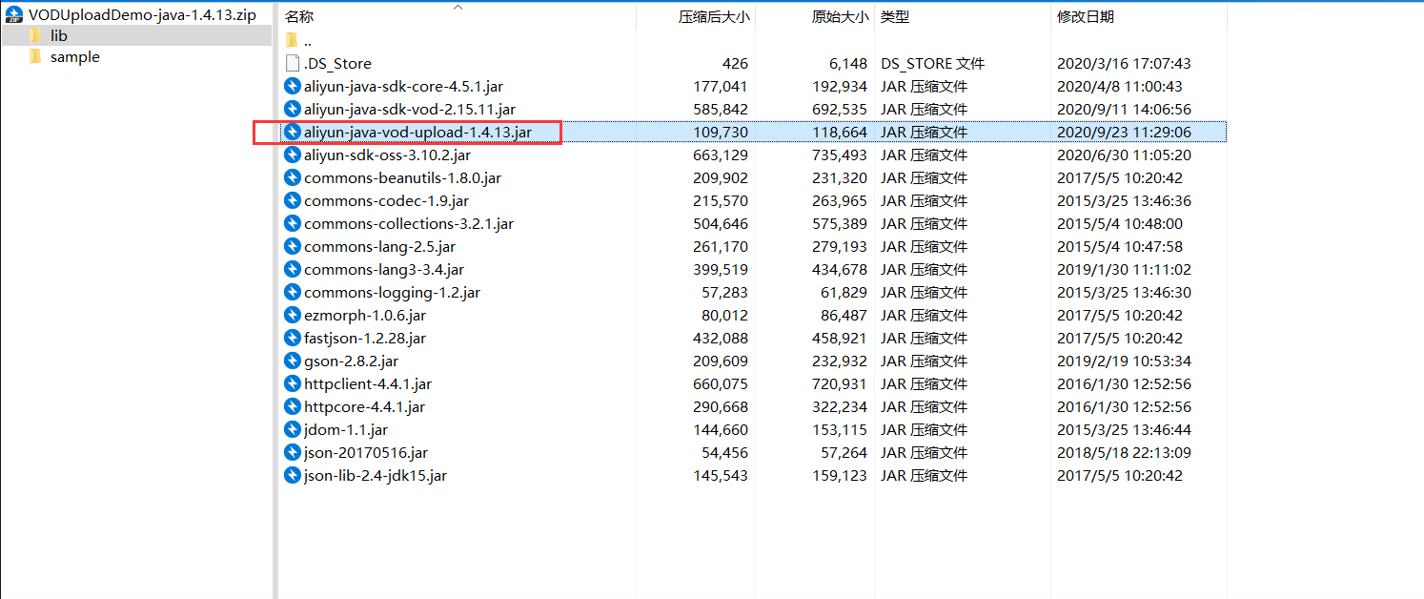 VODUploadDemo-java-1.4.13.zip
lib
sample
名称 压缩后大小 原始大小 类型 修改日期
..
.DS_Store 426 6,148 DS_STORE 文件 2020/3/16 17:07:43
aliyun-java-sdk-core-4.5.1.jar 177,041 192,934 JAR 压缩文件 2020/4/8 11:00:43
aliyun-java-sdk-vod-2.15.11.jar 585,842 692,535 JAR 压缩文件 2020/9/11 14:06:56
aliyun-java-vod-upload-1.4.13.jar 109,730 118,664 JAR 压缩文件 2020/9/23 11:29:06
aliyun-sdk-oss-3.10.2.jar 663,129 735,493 JAR 压缩文件 2020/6/30 11:05:20
commons-beanutils-1.8.0.jar 209,902 231,320 JAR 压缩文件 2017/5/5 10:20:42
commons-codec-1.9.jar 215,570 263,965 JAR 压缩文件 2015/3/25 13:46:36
commons-collections-3.2.1.jar 504,646 575,389 JAR 压缩文件 2015/5/4 10:48:00
commons-lang-2.5.jar 261,170 279,193 JAR 压缩文件 2015/5/4 10:47:58
commons-lang3-3.4.jar 399,519 434,678 JAR 压缩文件 2019/1/30 11:11:02
commons-logging-1.2.jar 57,283 61,829 JAR 压缩文件 2015/3/25 13:46:30
ezmorph-1.0.6.jar 80,012 86,487 JAR 压缩文件 2017/5/5 10:20:42
fastjson-1.2.28.jar 432,088 458,921 JAR 压缩文件 2017/5/5 10:20:42
gson-2.8.2.jar 209,609 232,932 JAR 压缩文件 2019/2/19 10:53:34
httpclient-4.4.1.jar 660,075 720,931 JAR 压缩文件 2016/1/30 12:52:56
httpcore-4.4.1.jar 290,668 322,234 JAR 压缩文件 2016/1/30 12:52:56
jdom-1.1.jar 144,660 153,115 JAR 压缩文件 2015/3/25 13:46:44
json-20170516.jar 54,456 57,264 JAR 压缩文件 2018/5/18 22:13:09
json-lib-2.4-jdk15.jar 145,543 159,123 JAR 压缩文件 2017/5/5 10:20:42